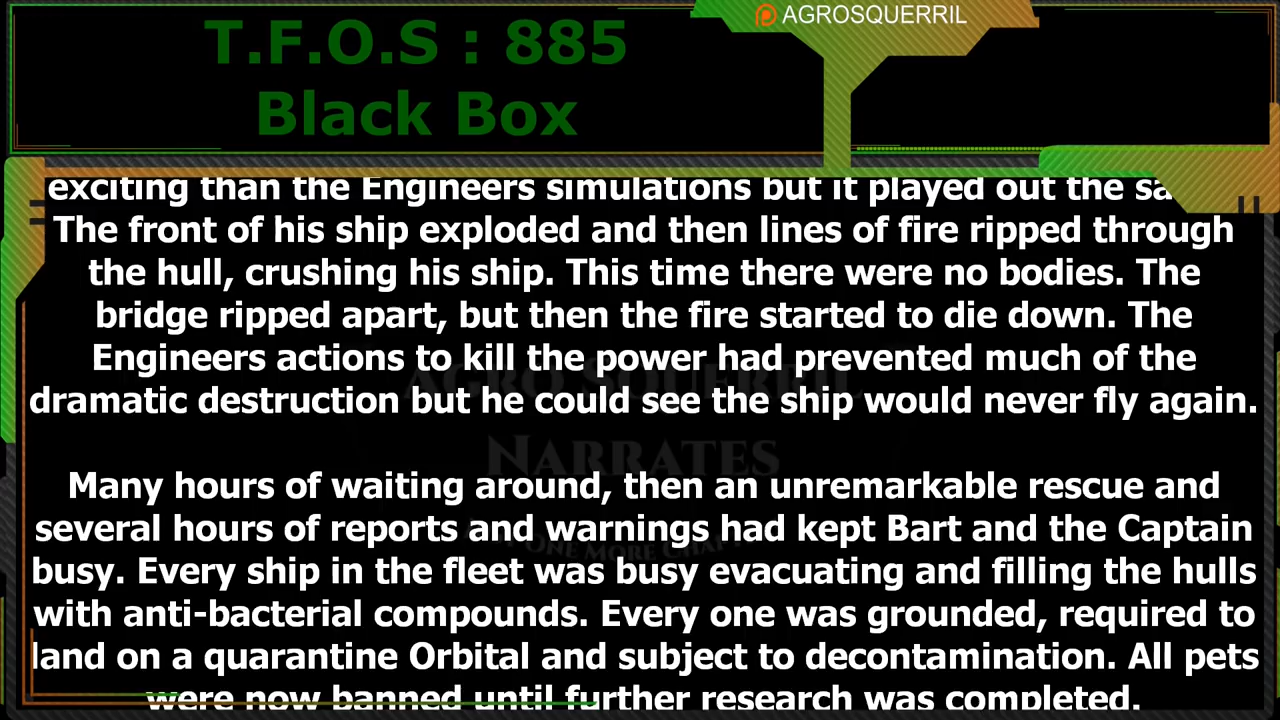 AGROSQUERRIL
T.F.O.S : 885
Black Box
exciting than the Engineers simulations but it played out the
The front of his ship exploded and then lines of fire ripped through
the hull, crushing his ship. This time there were no bodies. The
bridge ripped apart, but then the fire started to die down. The
Engineers actions to kill the power had prevented much of the
dramatic destruction but he could see the ship would never fly again.
NARRATES
Many hours of waiting around, then an unremarkable rescue and
several hours of reports and warnings had kept Bart and the Captain
busy. Every ship in the fleet was busy evacuating and filling the hulls
with anti-bacterial compounds. Every one was grounded, required to
land on a quarantine Orbital and subject to decontamination. All pets
were now banned until further research was completed.